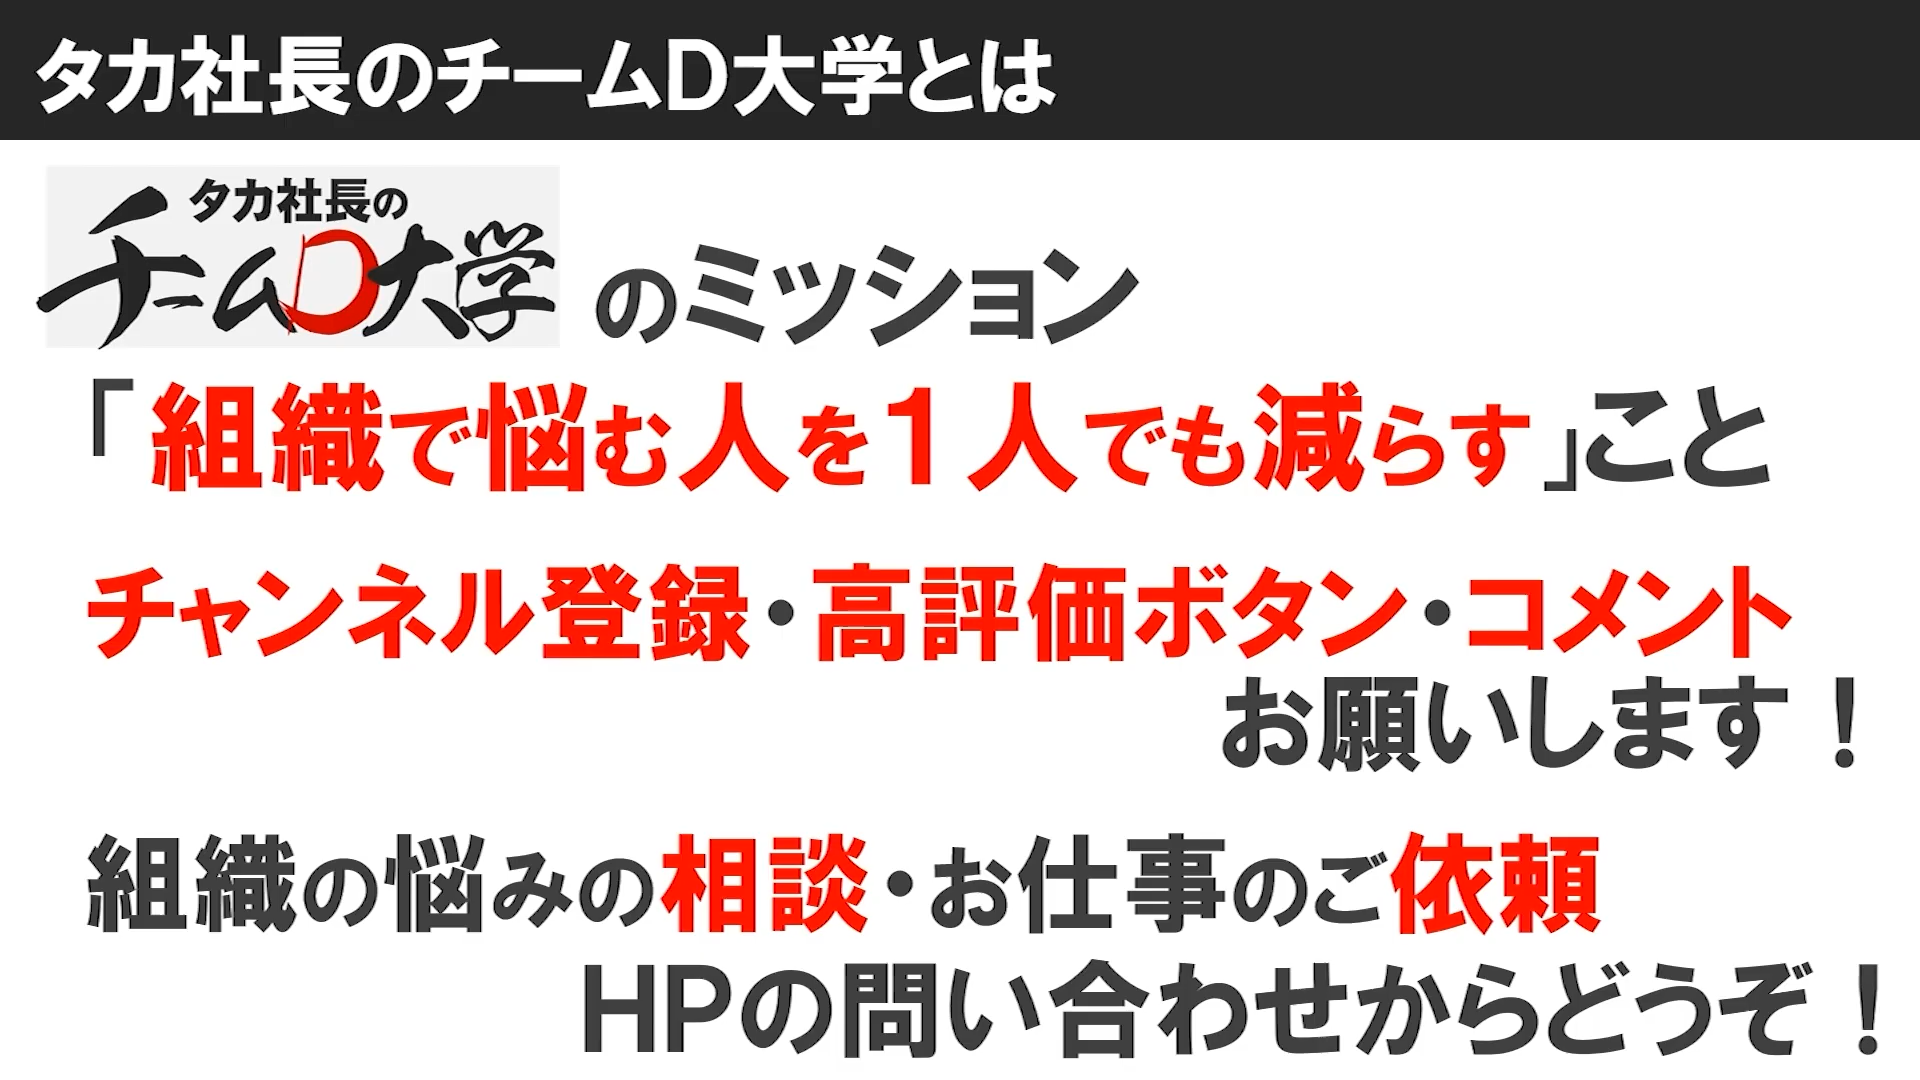 タカ社長のチームD大学とは
タカ社長の
チームD大学
のミッション
「組織で悩む人を1人でも減らす」こと
チャンネル登録・高評価ボタン・コメント
お願いします！
組織の悩みの相談・お仕事のご依頼
HPの問い合わせからどうぞ！